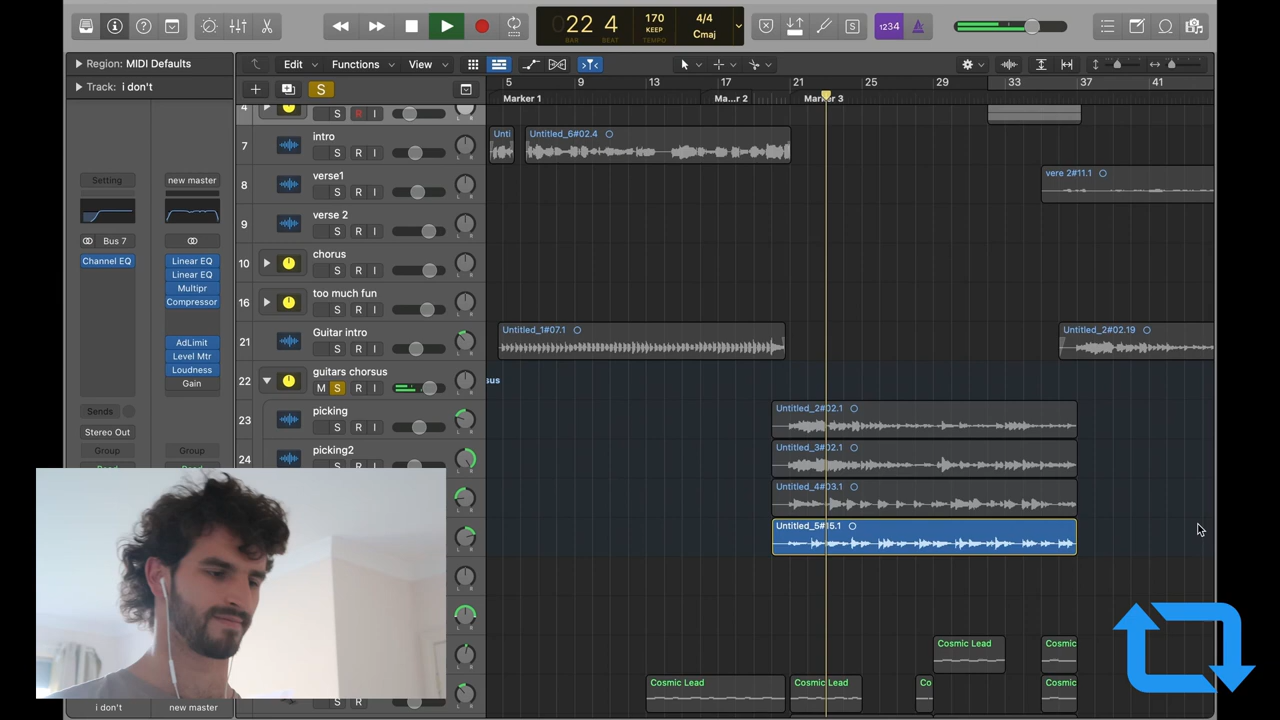 22 4
BAR BEAT
170
KEEP
TEMPO
4/4
Cmaj
S
1234
Region: MIDI Defaults
Track: i don't
Edit Functions View
S
5 9 13 17 21 25 29 33 37 41
Marker 1 Ma...r 2 Marker 3
4 S R I
7 intro S R I Unti Untitled_6#02.4
8 verse1 S R I vere 2#11.1
9 verse 2 S R I
10 chorus S R I
16 too much fun S R I
21 Guitar intro S R I Untitled_1#07.1 Untitled_2#02.19
22 guitars chorsus M S R I sus
23 picking S R I Untitled_2#02.1
24 picking2 Untitled_3#02.1
Untitled_4#03.1
Untitled_5#15.1
Cosmic Lead Cosmic
Cosmic Lead Cosmic Lead Co Cosmic
S R I
Setting new master
Bus 7
Channel EQ Linear EQ
Linear EQ
Multipr
Compressor
AdLimit
Level Mtr
Loudness
Gain
Sends
Stereo Out
Group Group
i don't new master